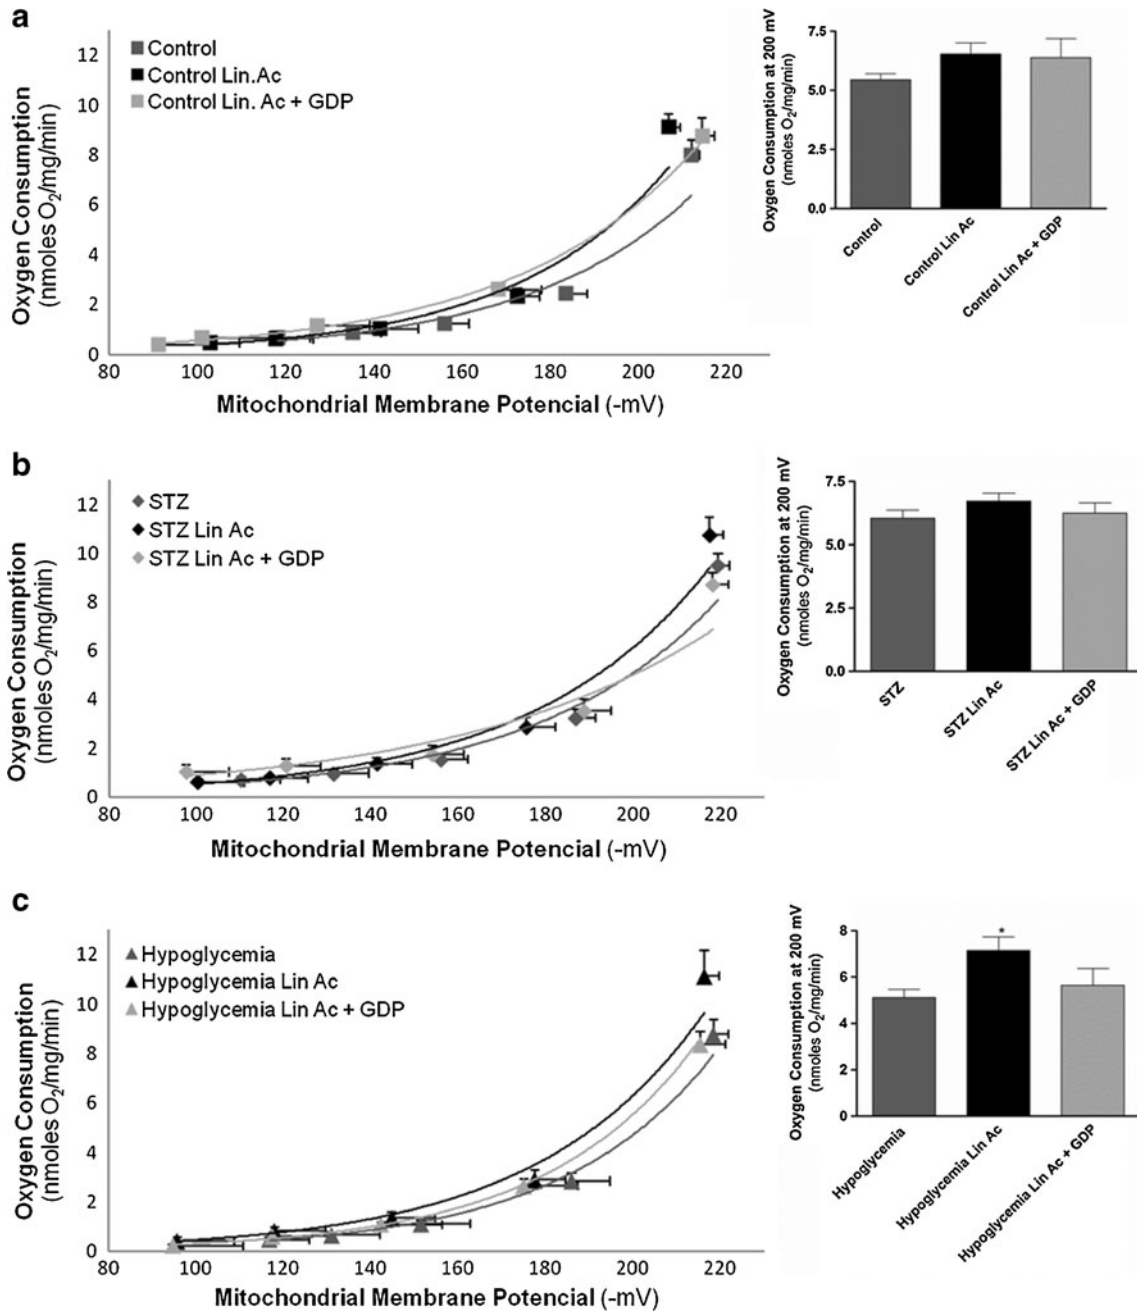 a
Oxygen Consumption
(nmoles O₂/mg/min)
12
10
8
6
4
2
0
Control
Control Lin.Ac
Control Lin. Ac + GDP
80 100 120 140 160 180 200 220
Mitochondrial Membrane Potencial (-mV)
Oxygen Consumption at 200 mV
(nmoles O₂/mg/min)
7.5
5.0
2.5
0.0
Control
Control Lin Ac
Control Lin Ac + GDP
b
Oxygen Consumption
(nmoles O₂/mg/min)
12
10
8
6
4
2
0
STZ
STZ Lin Ac
STZ Lin Ac + GDP
80 100 120 140 160 180 200 220
Mitochondrial Membrane Potencial (-mV)
Oxygen Consumption at 200 mV
(nmoles O₂/mg/min)
7.5
5.0
2.5
0.0
STZ
STZ Lin Ac
STZ Lin Ac + GDP
c
Oxygen Consumption
(nmoles O₂/mg/min)
12
10
8
6
4
2
0
Hypoglycemia
Hypoglycemia Lin Ac
Hypoglycemia Lin Ac + GDP
80 100 120 140 160 180 200 220
Mitochondrial Membrane Potencial (-mV)
Oxygen Consumption at 200 mV
(nmoles O₂/mg/min)
8
6
4
2
0
*
Hypoglycemia
Hypoglycemia Lin Ac
Hypoglycemia Lin Ac + GDP